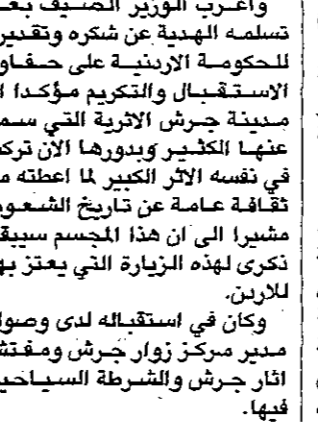 واعرب الوزير الضيف بعد
تسلمه الهدية عن شكره وتقدير
للحكومة الاردنية على حفاو
الاستقبال والتكريم مؤكدا ا
مدينة جرش الاثرية التي سم
عنها الكثير وبدورها الان ترك
في نفسه الاثر الكبير لما اعطته م
ثقافة عامة عن تاريخ الشعو
مشيرا الى ان هذا المجسم سيبق
ذكرى لهذه الزيارة التي يعتز به
للاردن.
وكان في استقباله لدى وصو
مدير مركز زوار جرش ومفتش
اثار جرش والشرطة السياحي
فيها.